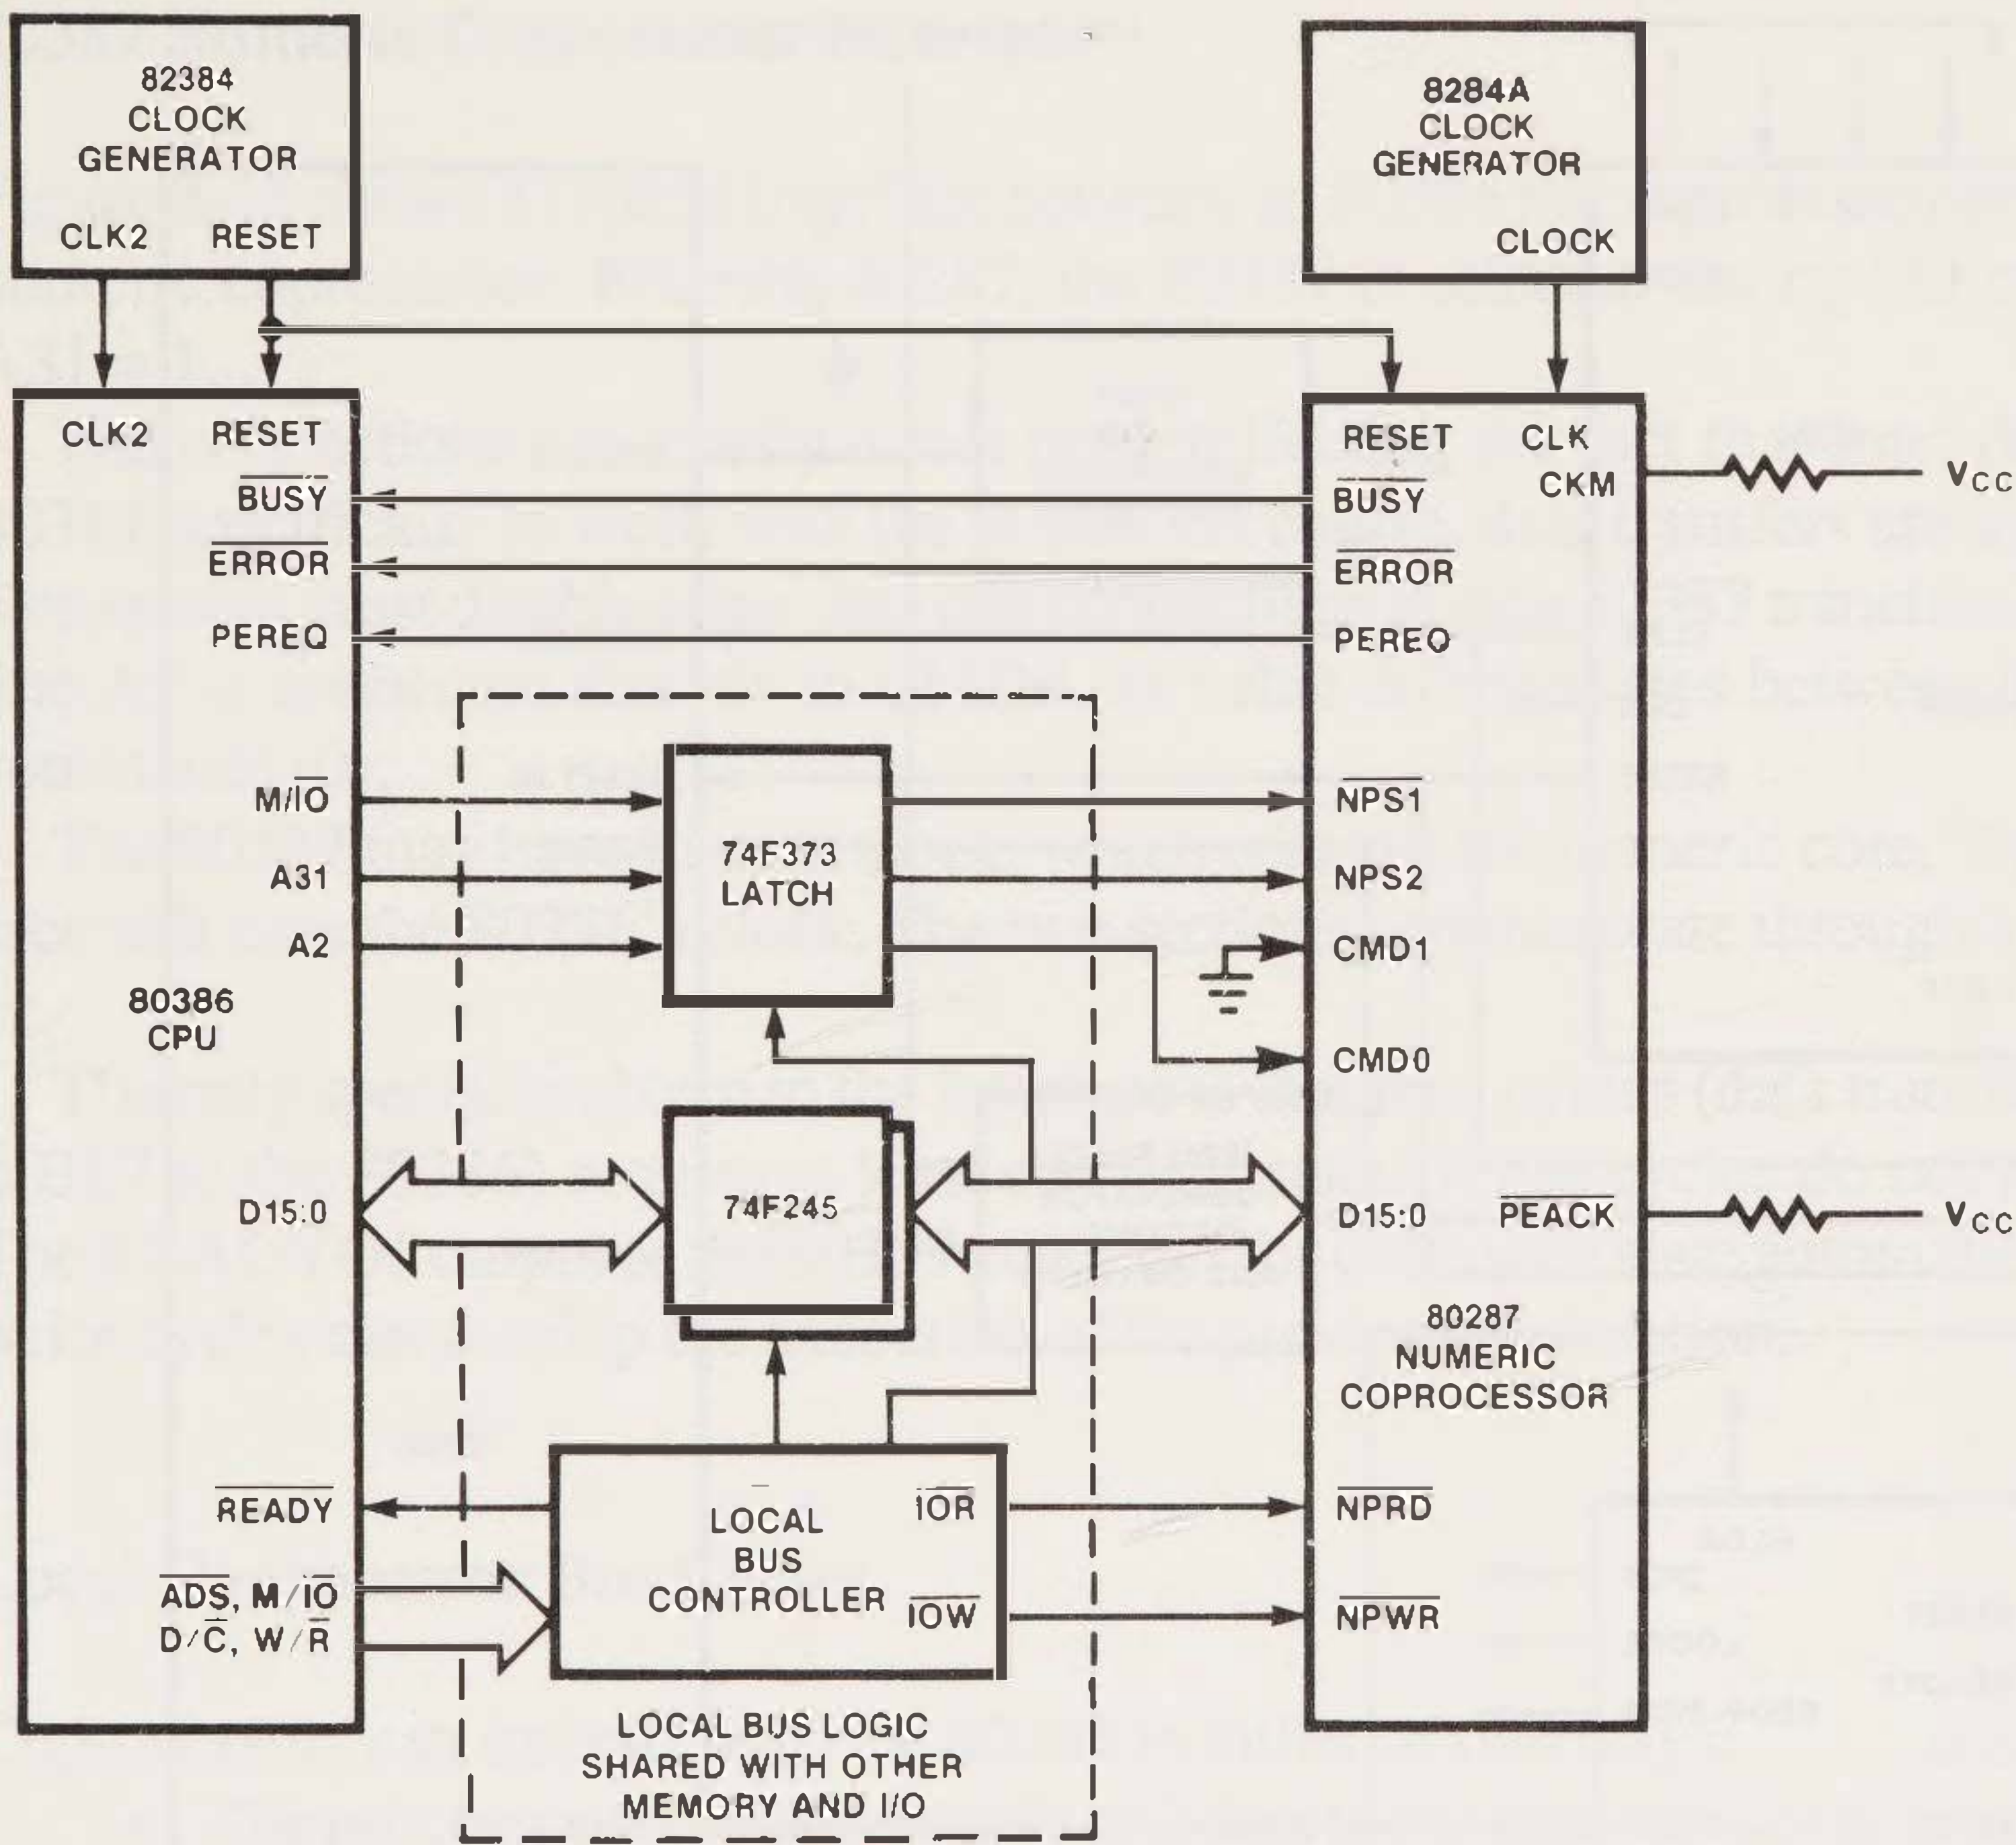 82384
CLOCK
GENERATOR
CLK2 RESET
8284A
CLOCK
GENERATOR
CLOCK
CLK2 RESET
BUSY
ERROR
PEREQ
M/IO
A31
A2
80386
CPU
D15:0
READY
ADS, M/IO
D/C, W/R
74F373
LATCH
74F245
LOCAL
BUS
CONTROLLER
IOR
IOW
LOCAL BUS LOGIC
SHARED WITH OTHER
MEMORY AND I/O
RESET CLK
CKM
BUSY
ERROR
PEREQ
NPS1
NPS2
CMD1
CMD0
D15:0 PEACK
80287
NUMERIC
COPROCESSOR
NPRD
NPWR
VCC
VCC